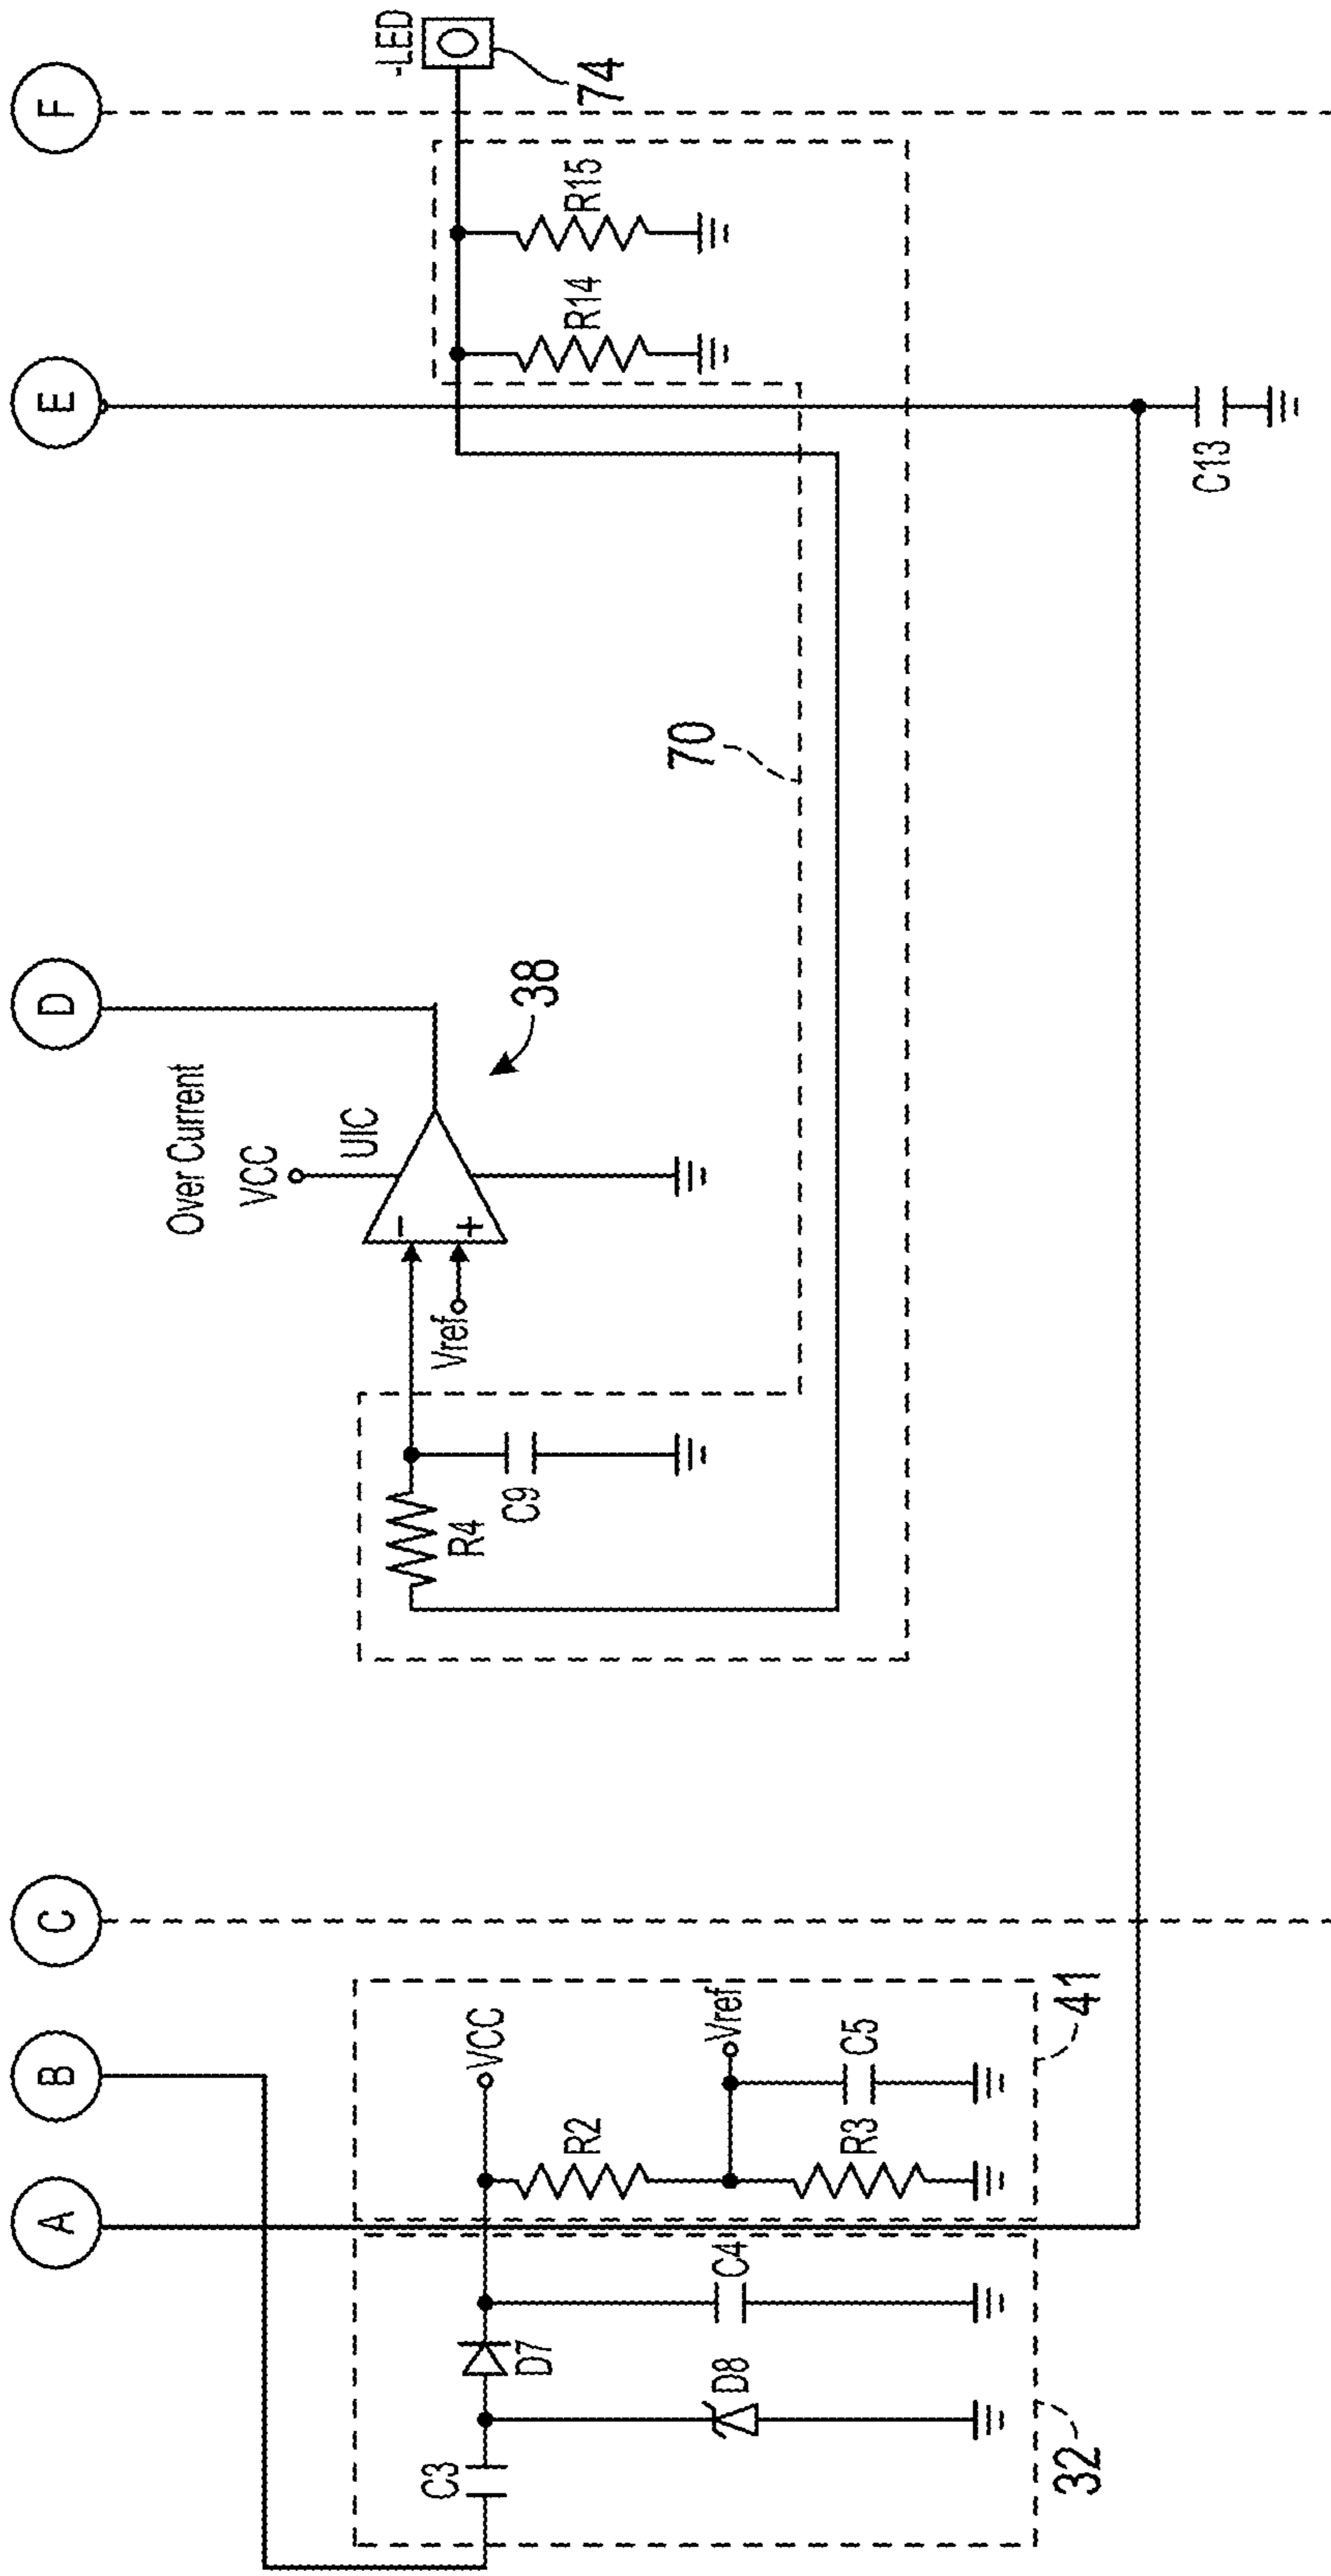 A
B
C
D
E
F
Over Current
VCC
UIC
38
-LED
74
R14
R15
Vref
R4
C9
70
C3
D7
D8
C4
32
VCC
R2
Vref
R3
C5
41
C13